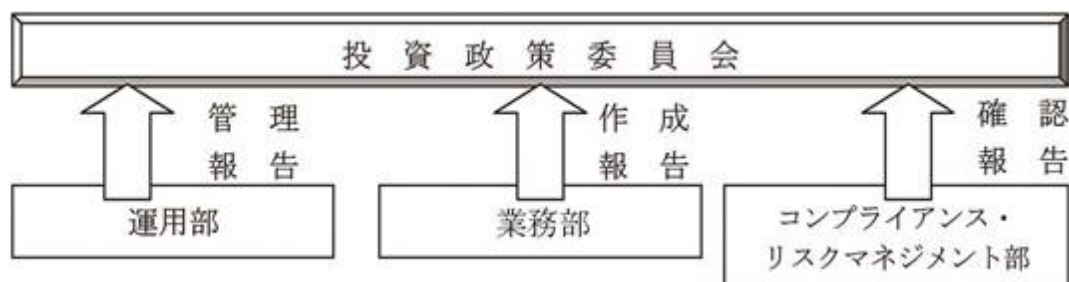 投資政策委員会
管理
報告
作成
報告
確認
報告
運用部
業務部
コンプライアンス・
リスクマネジメント部